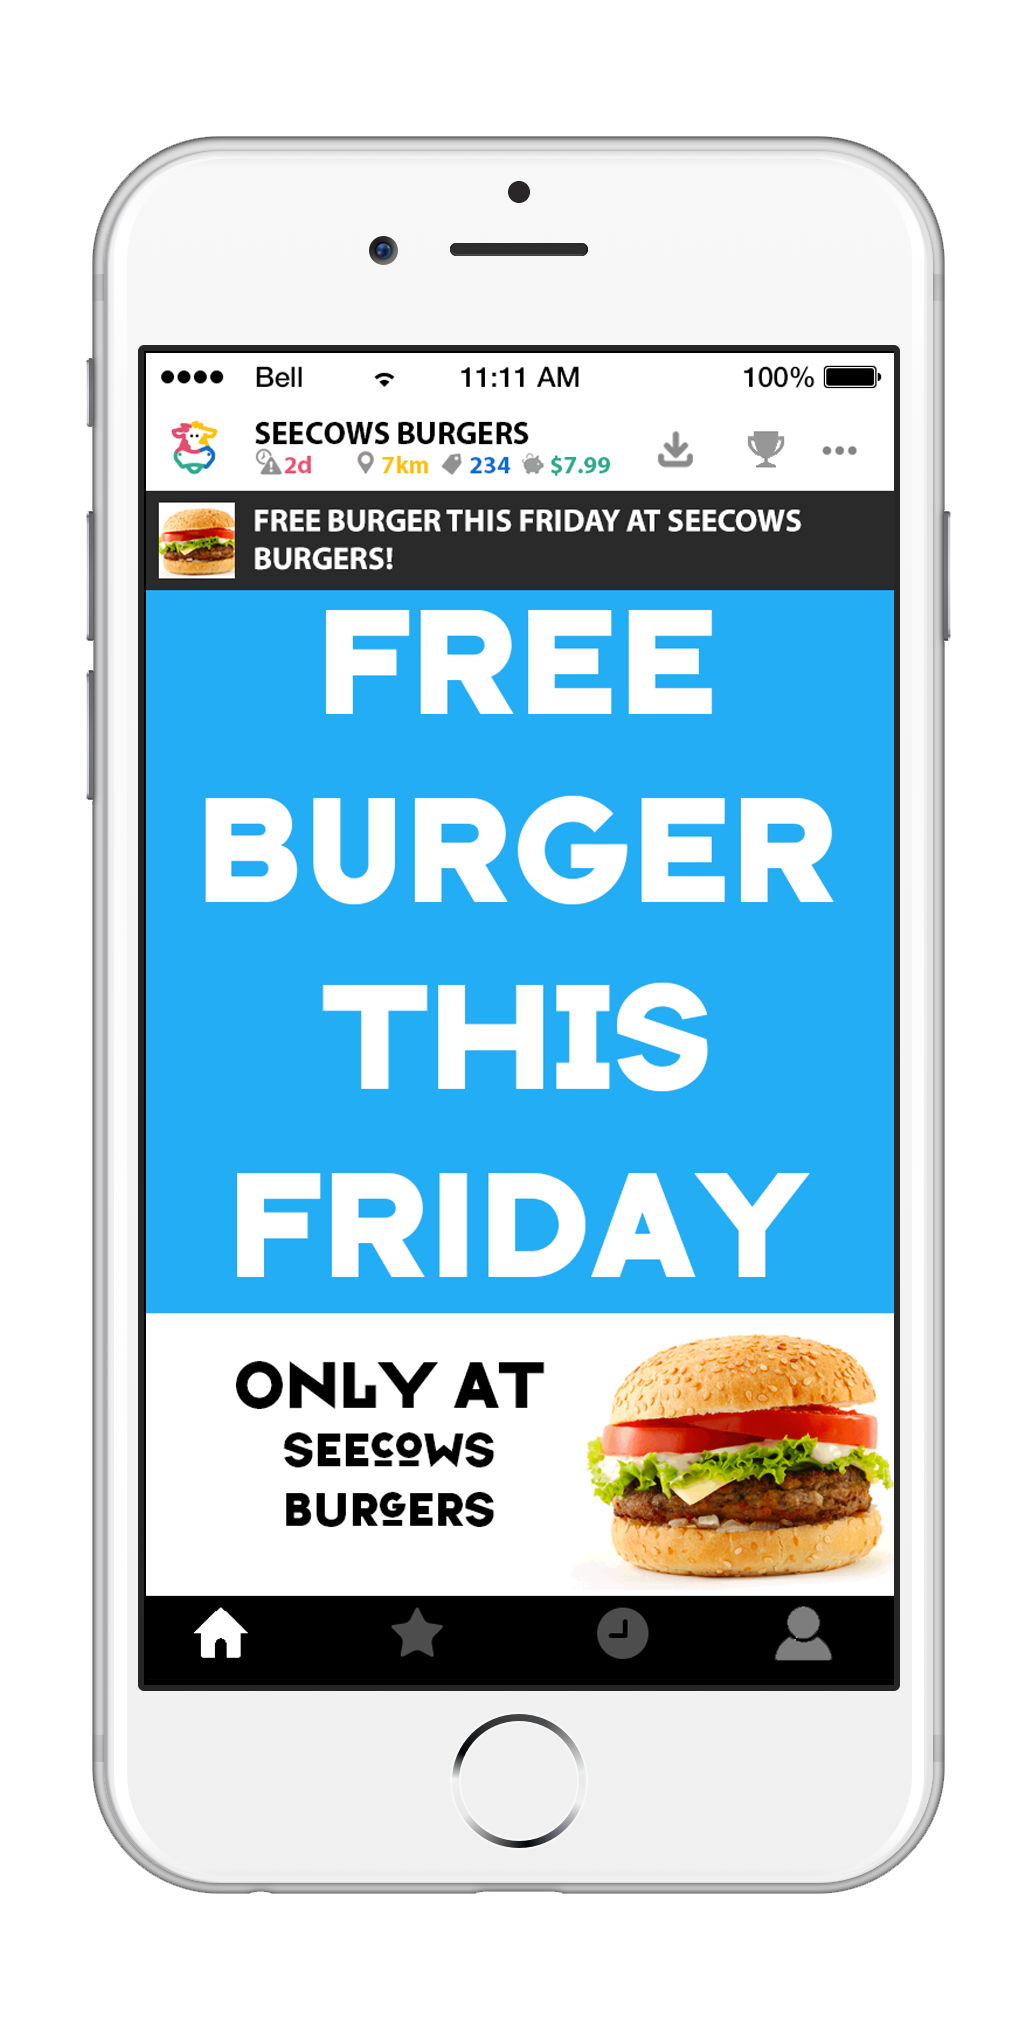 Bell 11:11 AM 100%
SEECOWS BURGERS
2d 7km 234 $7.99
FREE BURGER THIS FRIDAY AT SEECOWS
BURGERS!
FREE
BURGER
THIS
FRIDAY
ONLY AT
SEECOWS
BURGERS